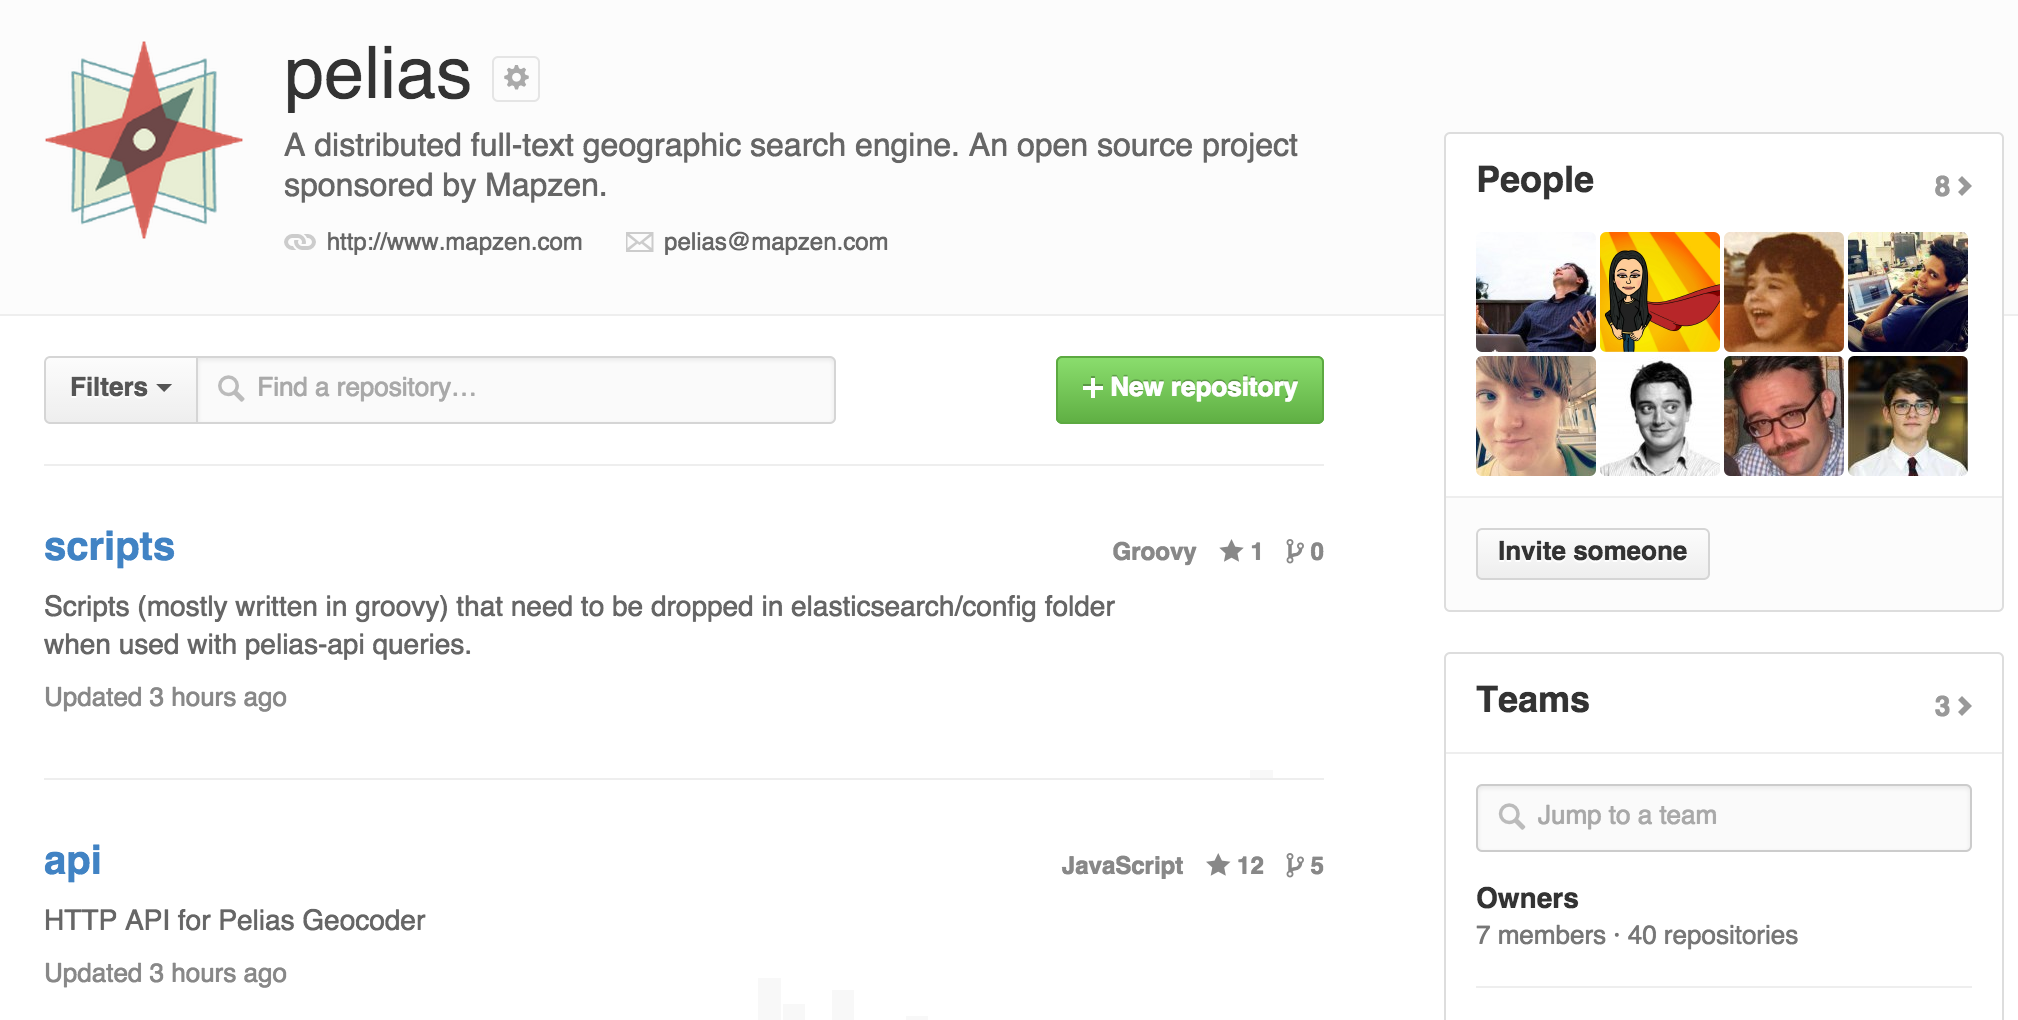 pelias
A distributed full-text geographic search engine. An open source project
sponsored by Mapzen.
http://www.mapzen.com pelias@mapzen.com
Filters Find a repository…
+ New repository
scripts
Groovy 1 0
Scripts (mostly written in groovy) that need to be dropped in elasticsearch/config folder
when used with pelias-api queries.
Updated 3 hours ago
api
JavaScript 12 5
HTTP API for Pelias Geocoder
Updated 3 hours ago
People 8
Invite someone
Teams 3
Jump to a team
Owners
7 members · 40 repositories